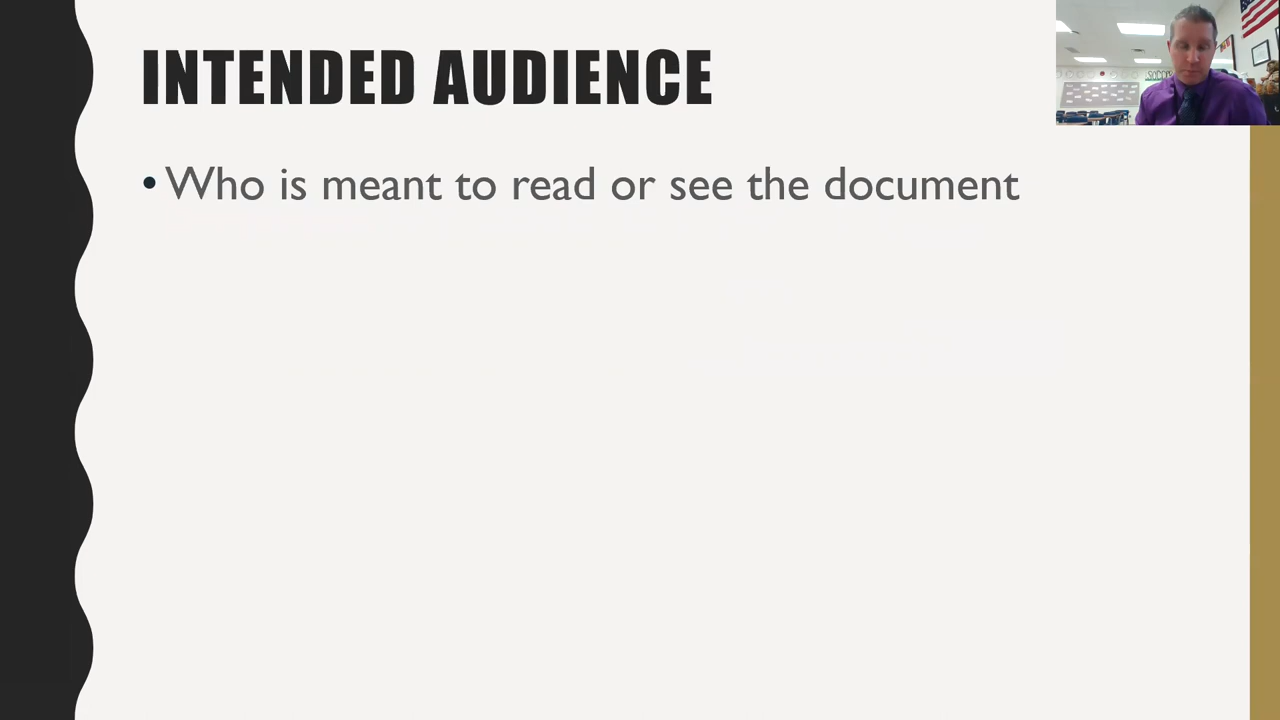 INTENDED AUDIENCE
• Who is meant to read or see the document